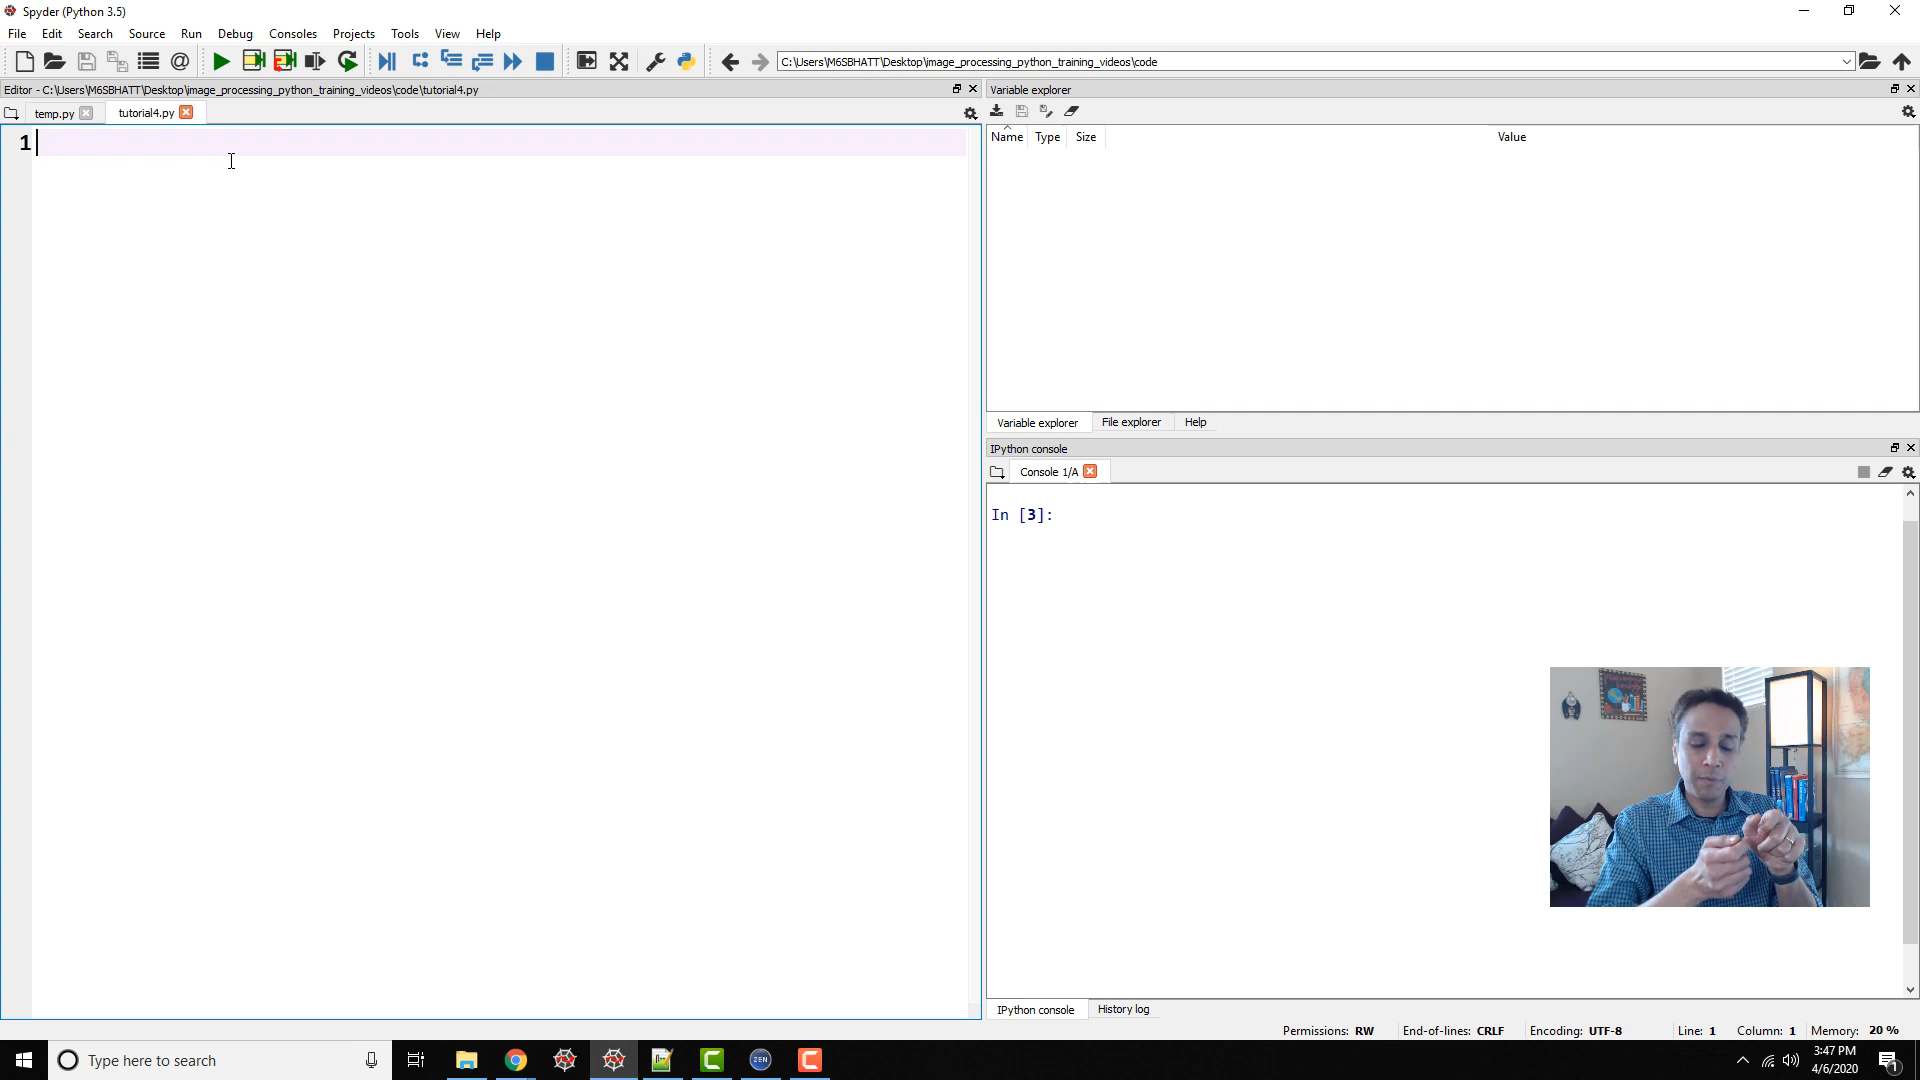 Spyder (Python 3.5)
File Edit Search Source Run Debug Consoles Projects Tools View Help
C:\Users\M6SBHATT\Desktop\image_processing_python_training_videos\code
Editor - C:\Users\M6SBHATT\Desktop\image_processing_python_training_videos\code\tutorial4.py
temp.py tutorial4.py
1
Variable explorer
Name Type Size Value
Variable explorer File explorer Help
IPython console
Console 1/A
In [3]:
IPython console History log
Permissions: RW End-of-lines: CRLF Encoding: UTF-8 Line: 1 Column: 1 Memory: 20 %
Type here to search
ZEN
3:47 PM
4/6/2020
1